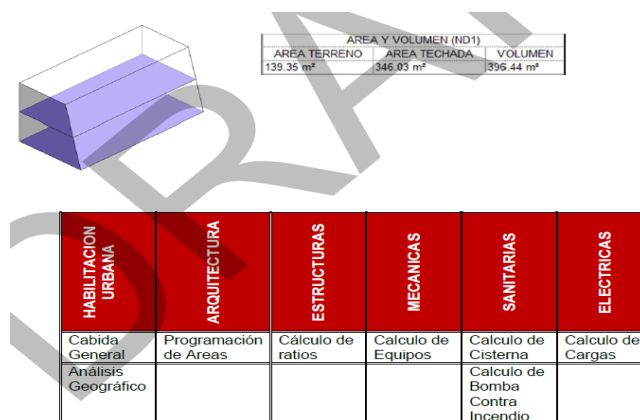 AREA Y VOLUMEN (ND1)
AREA TERRENO AREA TECHADA VOLUMEN
139.35 m² 346.03 m² 396.44 m²
HABILITACION URBANA
ARQUITECTURA
ESTRUCTURAS
MECANICAS
SANITARIAS
ELECTRICAS
Cabida General
Programación de Areas
Cálculo de ratios
Calculo de Equipos
Calculo de Cisterna
Calculo de Cargas
Análisis Geográfico
Calculo de Bomba Contra Incendio
DRA